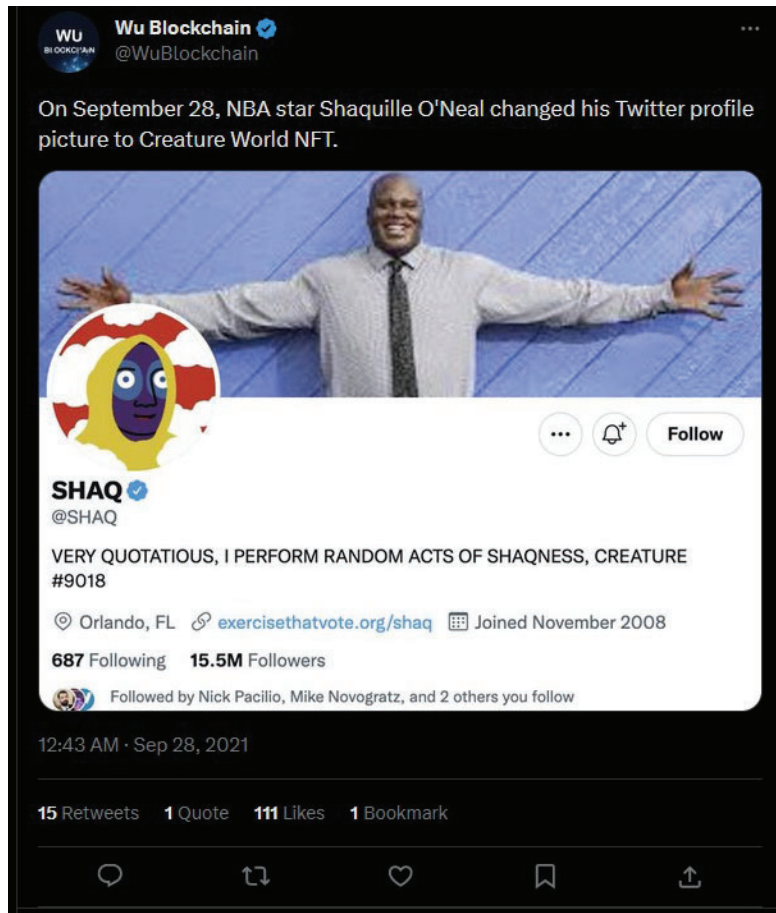 WU
BLOCKCHAIN
Wu Blockchain
@WuBlockchain
On September 28, NBA star Shaquille O'Neal changed his Twitter profile
picture to Creature World NFT.
Follow
SHAQ
@SHAQ
VERY QUOTATIOUS, I PERFORM RANDOM ACTS OF SHAQNESS, CREATURE
#9018
Orlando, FL exercisethatvote.org/shaq Joined November 2008
687 Following 15.5M Followers
Followed by Nick Pacilio, Mike Novogratz, and 2 others you follow
12:43 AM · Sep 28, 2021
15 Retweets 1 Quote 111 Likes 1 Bookmark